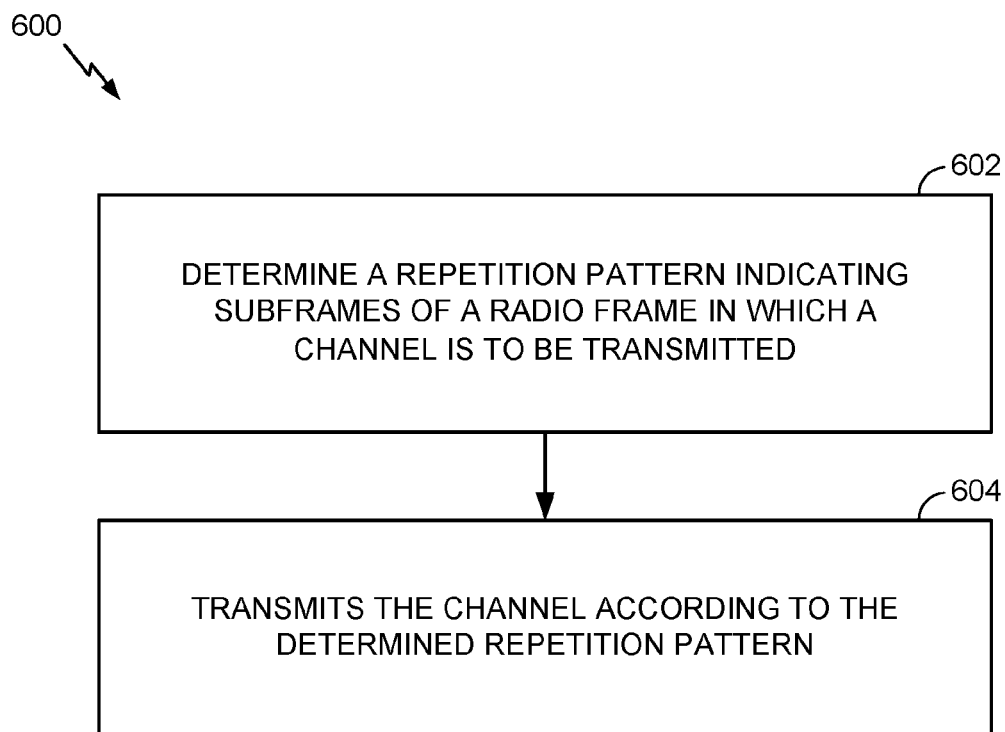 600
602
DETERMINE A REPETITION PATTERN INDICATING
SUBFRAMES OF A RADIO FRAME IN WHICH A
CHANNEL IS TO BE TRANSMITTED
604
TRANSMITS THE CHANNEL ACCORDING TO THE
DETERMINED REPETITION PATTERN